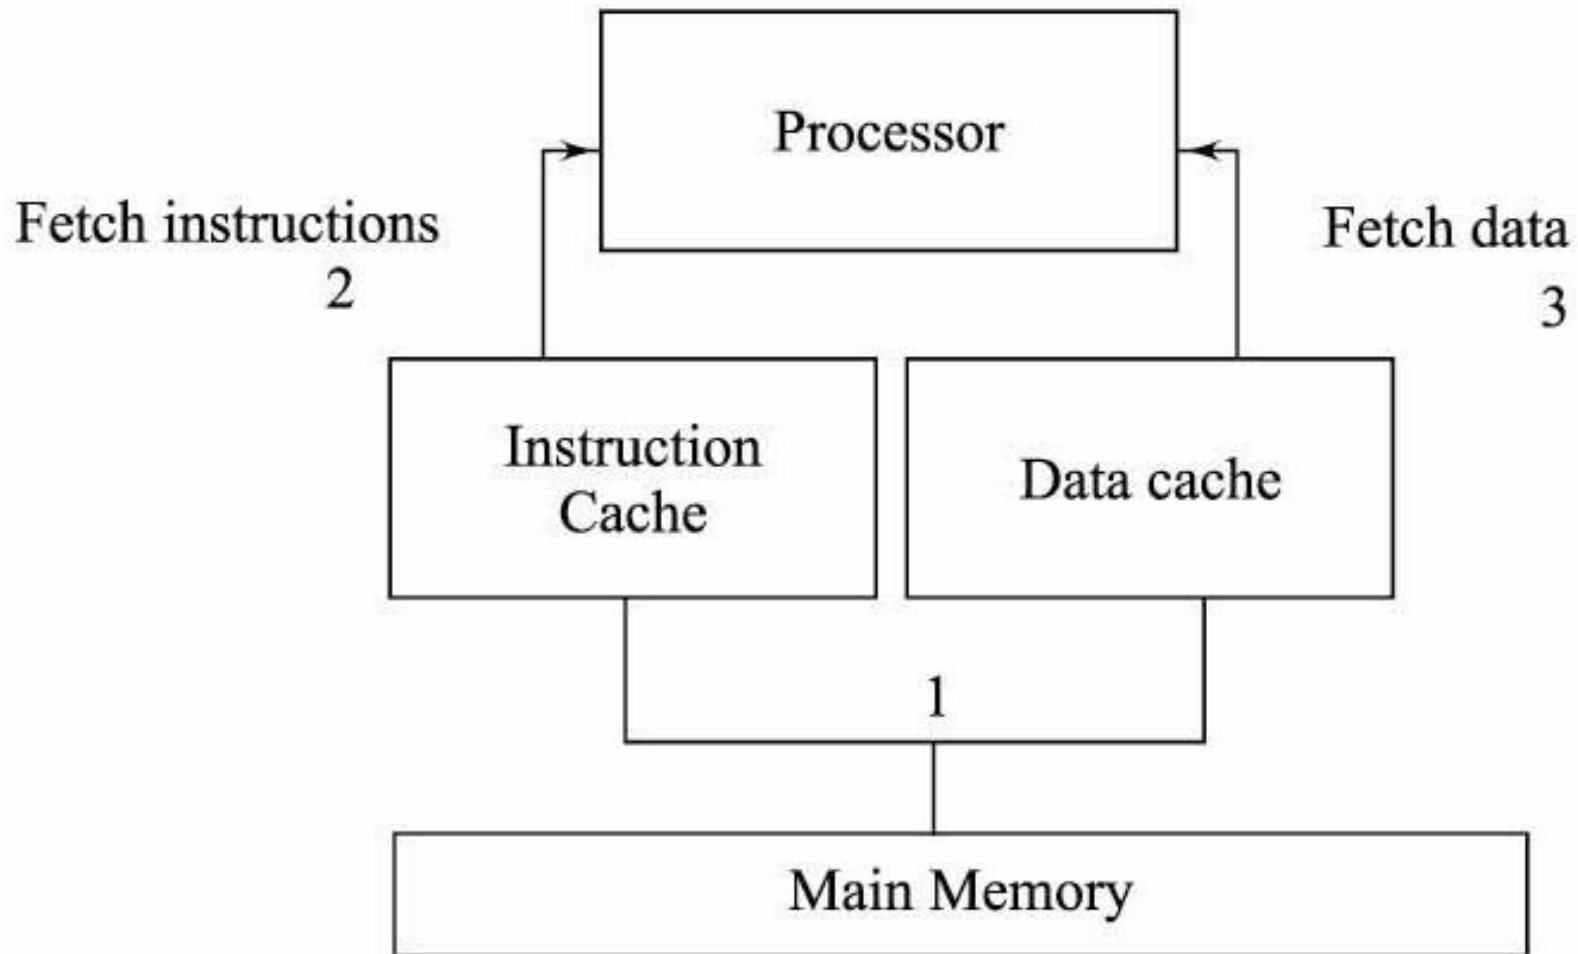 Processor
Fetch instructions
2
Fetch data
3
Instruction
Cache
Data cache
1
Main Memory